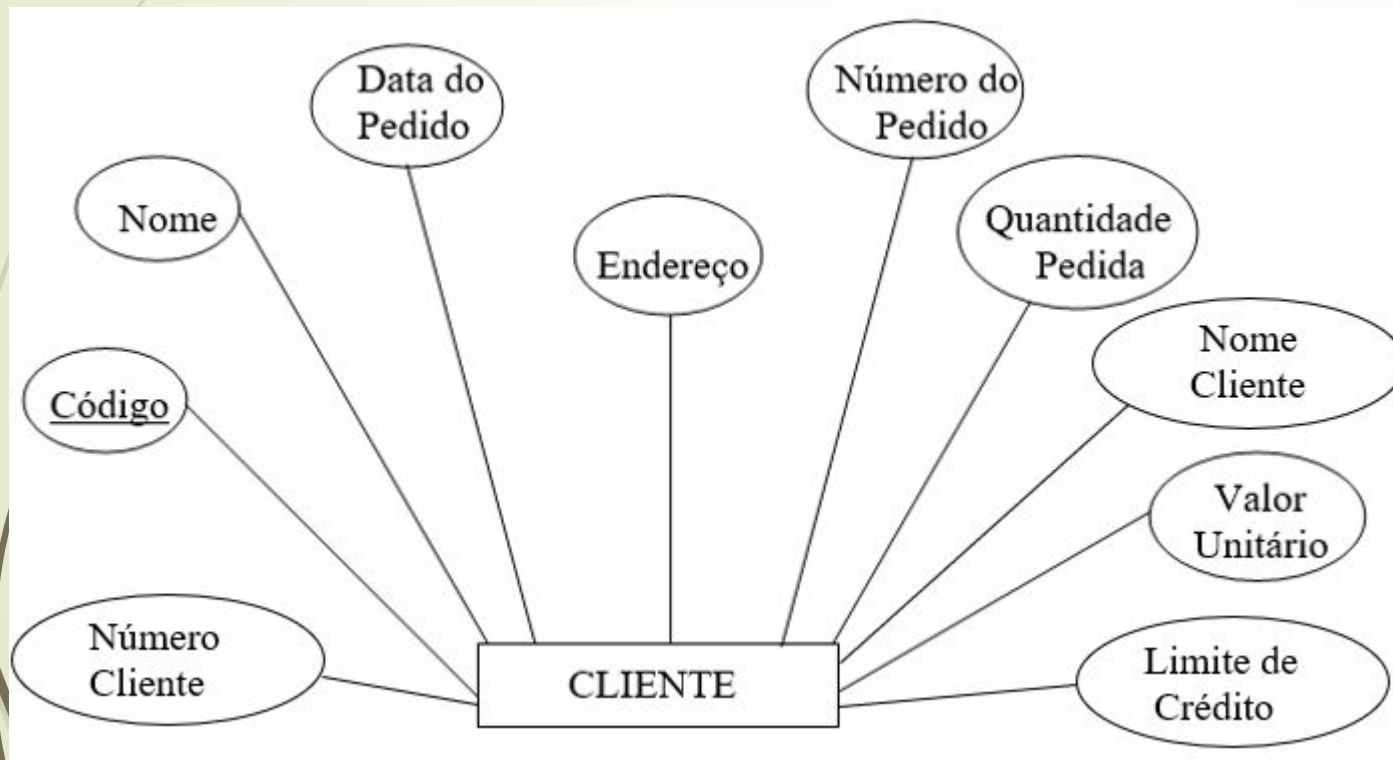 Data do
Pedido
Número do
Pedido
Nome
Endereço
Quantidade
Pedida
Nome
Cliente
Código
Valor
Unitário
Número
Cliente
CLIENTE
Limite de
Crédito